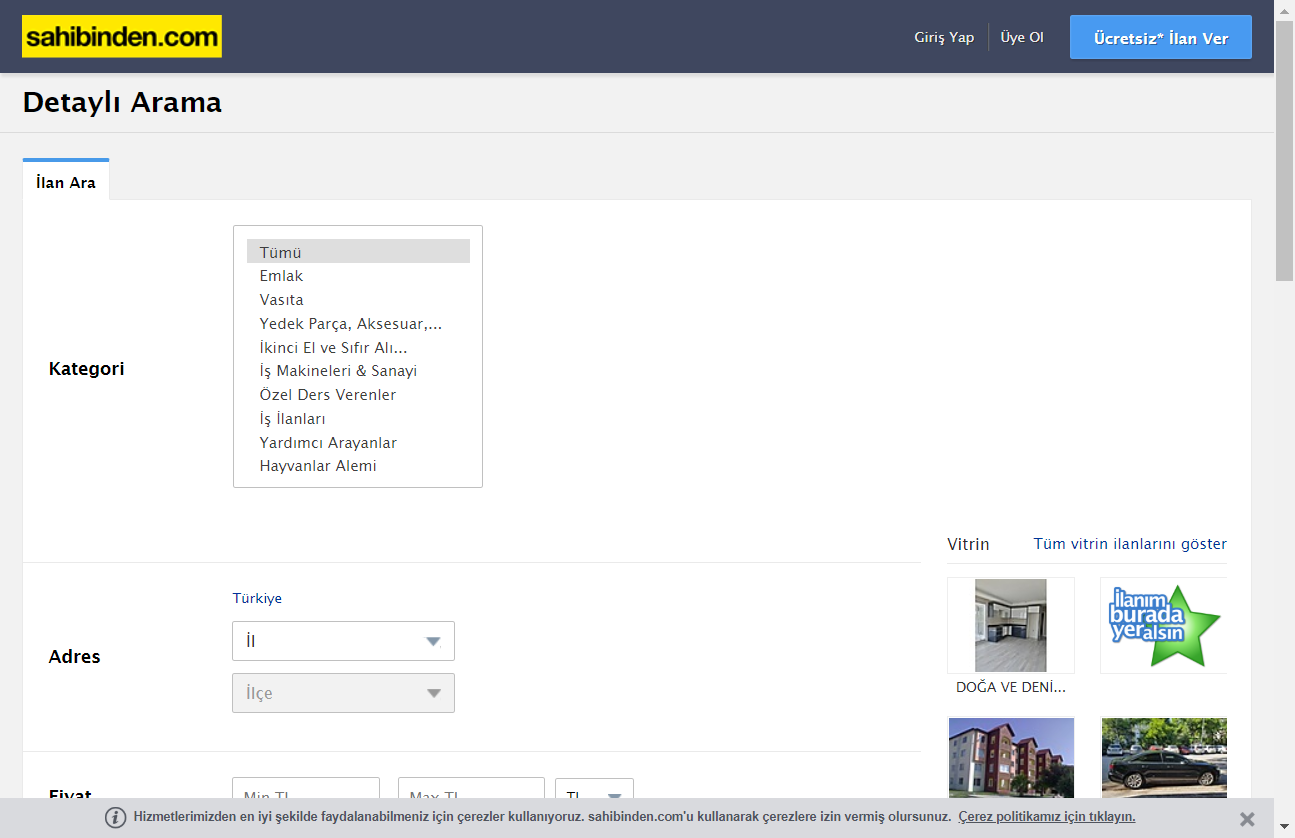 sahibinden.com
Giriş Yap
Üye Ol
Ücretsiz* İlan Ver
Detaylı Arama
İlan Ara
Kategori
Tümü
Emlak
Vasıta
Yedek Parça, Aksesuar,...
İkinci El ve Sıfır Alı...
İş Makineleri & Sanayi
Özel Ders Verenler
İş İlanları
Yardımcı Arayanlar
Hayvanlar Alemi
Vitrin
Tüm vitrin ilanlarını göster
Türkiye
Adres
İl
İlçe
ilanım
burada
yeralsın
DOĞA VE DENİ...
Fiyat
Min TL
Max TL
TL
Hizmetlerimizden en iyi şekilde faydalanabilmeniz için çerezler kullanıyoruz. sahibinden.com'u kullanarak çerezlere izin vermiş olursunuz. Çerez politikamız için tıklayın.